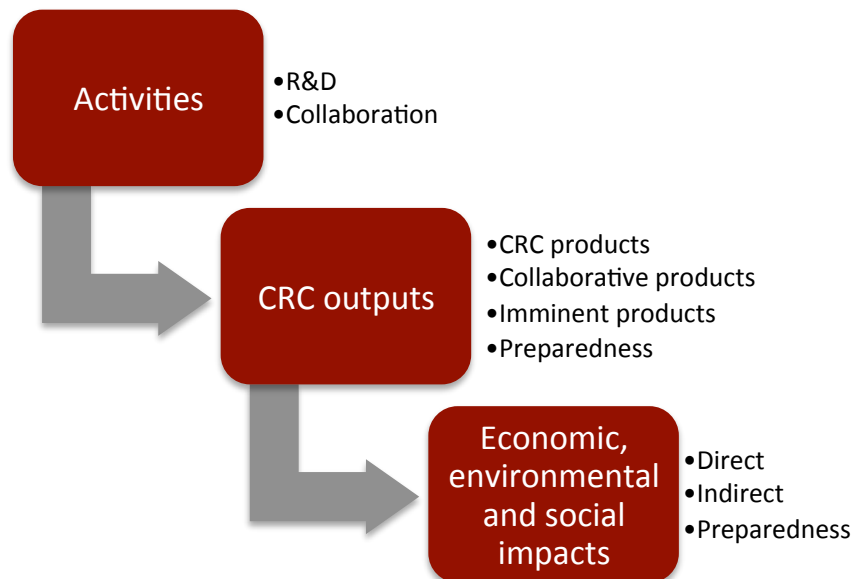 Activities
•R&D
•Collaboration
CRC outputs
•CRC products
•Collaborative products
•Imminent products
•Preparedness
Economic,
environmental
and social
impacts
•Direct
•Indirect
•Preparedness